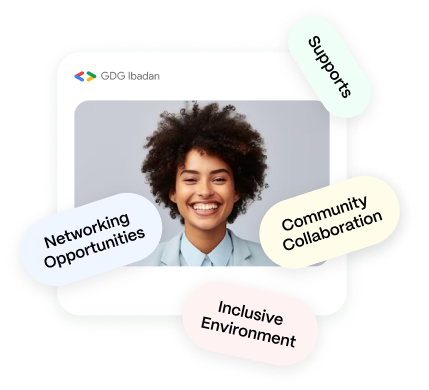 Supports
GDG Ibadan
Networking
Opportunities
Community
Collaboration
Inclusive
Environment